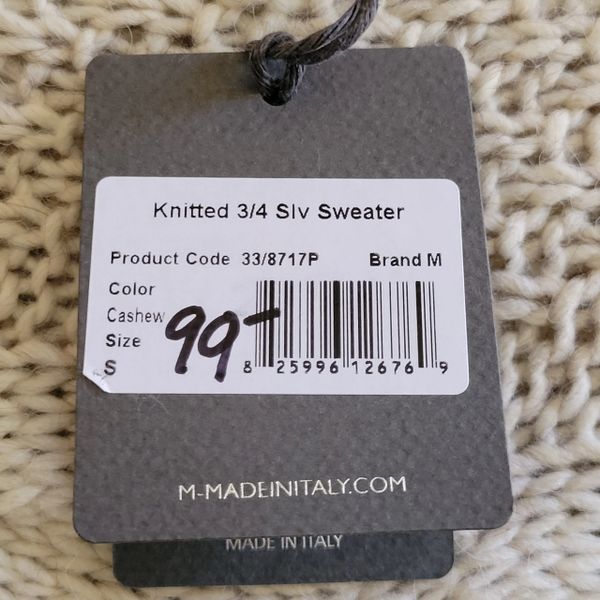 Knitted 3/4 Slv Sweater
Product Code 33/8717P Brand M
Color
Cashew
Size
S
99-
8 25996 12676 9
M-MADEINITALY.COM
MADE IN ITALY